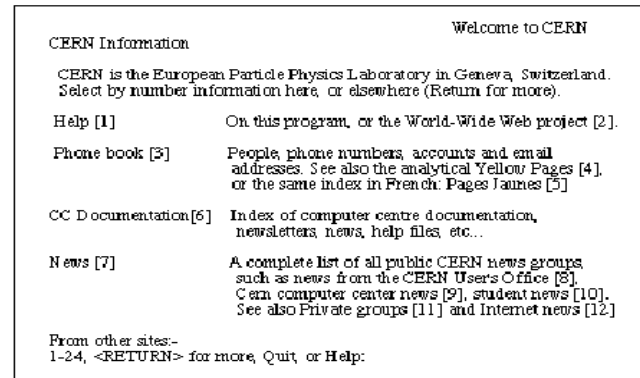 Welcome to CERN
CERN Information
CERN is the European Particle Physics Laboratory in Geneva, Switzerland.
Select by number information here, or elsewhere (Return for more).
Help [1] On this program, or the World-Wide Web project [2].
Phone book [3] People, phone numbers, accounts and email
addresses. See also the analytical Yellow Pages [4],
or the same index in French: Pages Jaunes [5]
CC Documentation[6] Index of computer centre documentation,
newsletters, news, help files, etc...
News [7] A complete list of all public CERN news groups,
such as news from the CERN User's Office [8],
Cern computer center news [9], student news [10].
See also Private groups [11] and Internet news [12]
From other sites:-
1-24, <RETURN> for more, Quit, or Help: